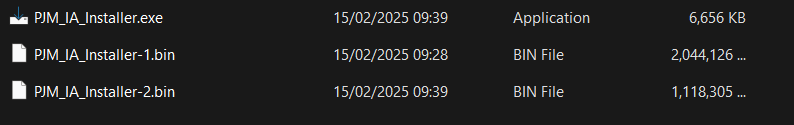 PJM_IA_Installer.exe 15/02/2025 09:39 Application 6,656 KB
PJM_IA_Installer-1.bin 15/02/2025 09:28 BIN File 2,044,126 ...
PJM_IA_Installer-2.bin 15/02/2025 09:39 BIN File 1,118,305 ...